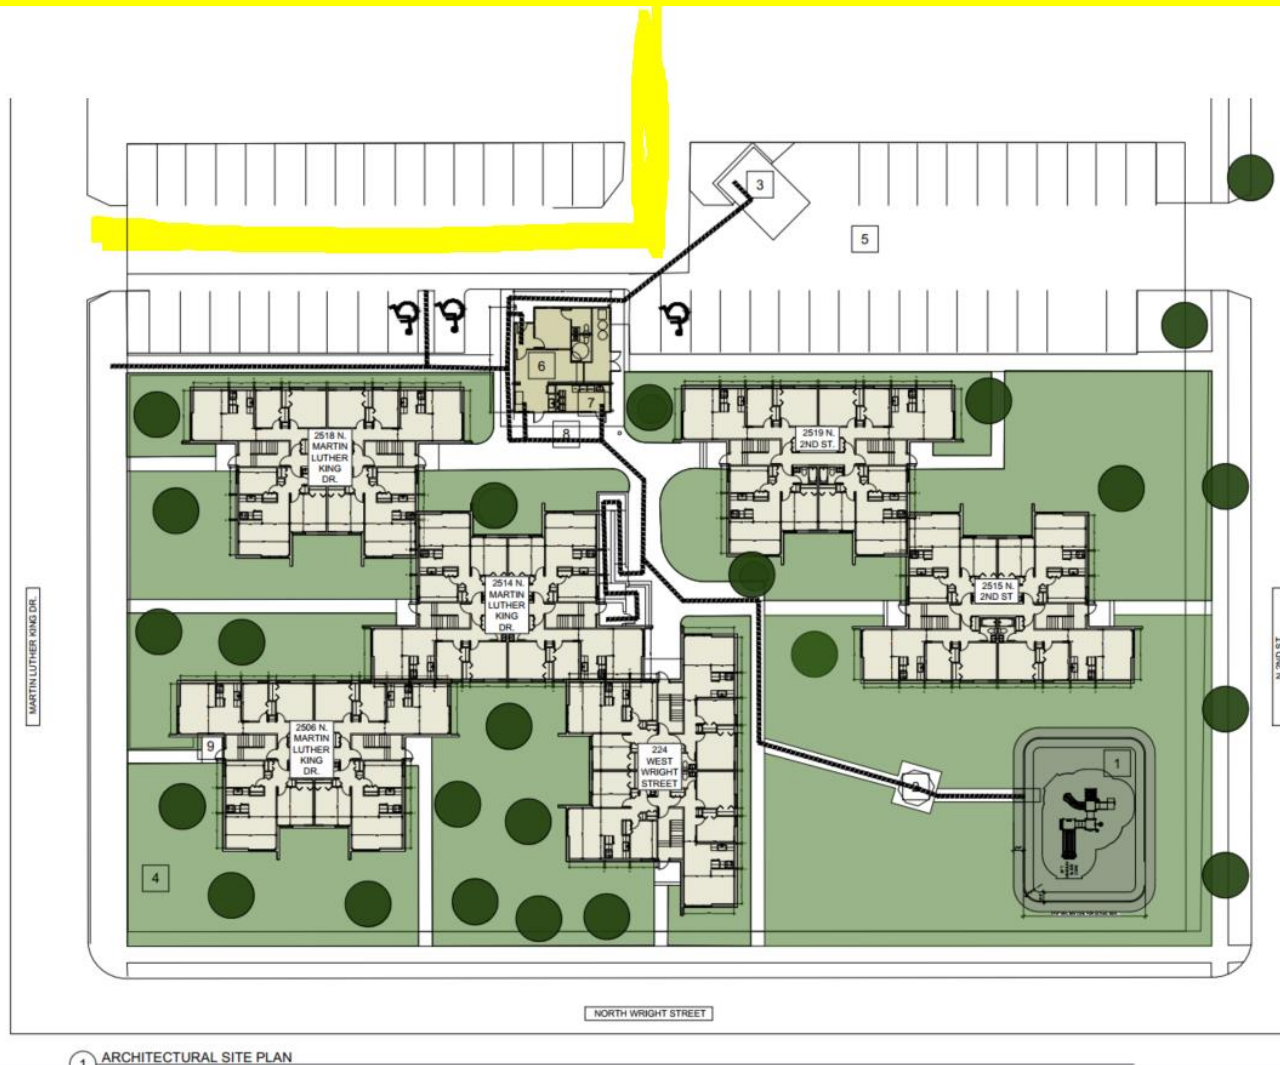 3
5
6
7
8
2518 N.
MARTIN
LUTHER
KING
DR.
2519 N.
2ND ST.
2514 N.
MARTIN
LUTHER
KING
DR.
2515 N.
2ND ST
MARTIN LUTHER KING DR.
2506 N.
MARTIN
LUTHER
KING
DR.
9
224
WEST
WRIGHT
STREET
1
2
4
NORTH WRIGHT STREET
1
ARCHITECTURAL SITE PLAN